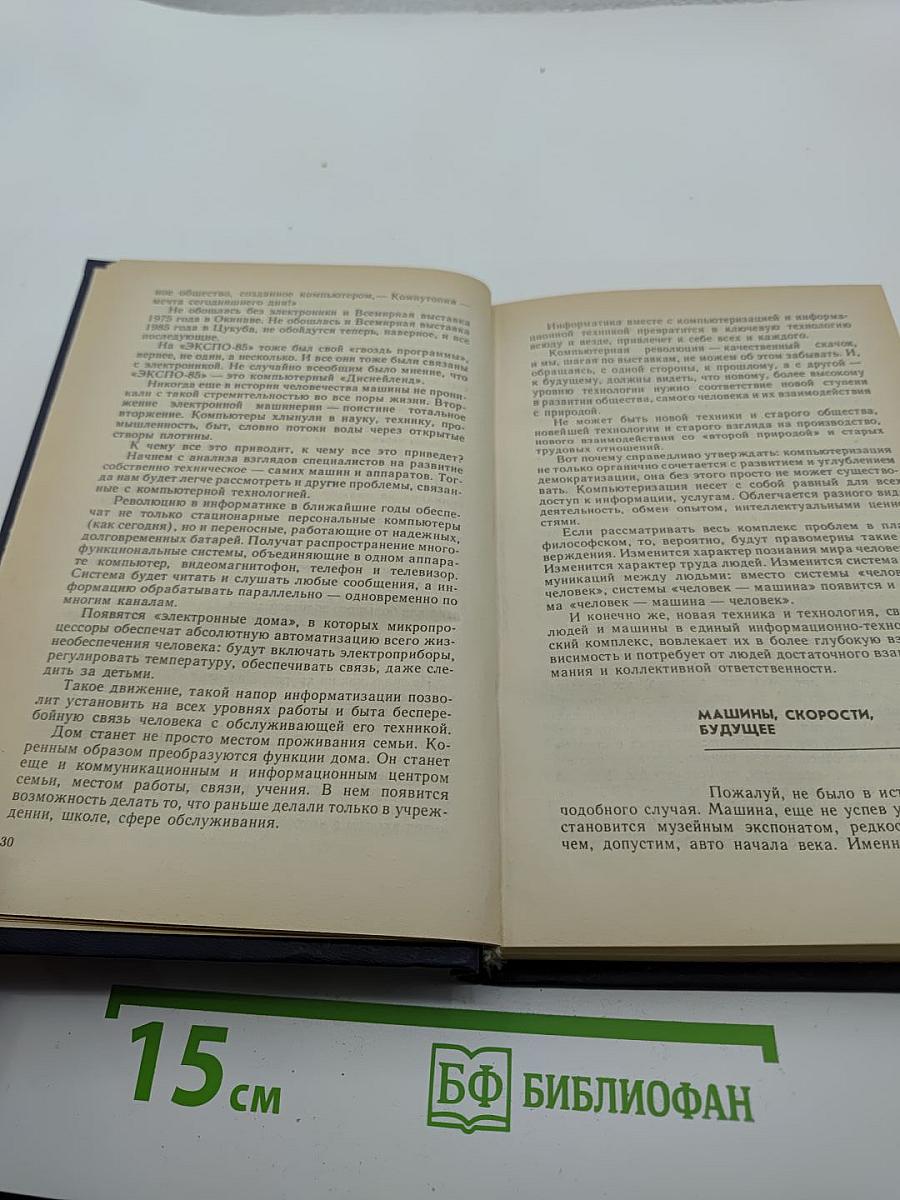 ное общество, созданное компьютером,— Компутопия —
мечта сегодняшнего дня!»
Не обошлась без электроники и Всемирная выставка
1975 года в Окинаве. Не обошлась и Всемирная выставка
1985 года в Цукуба, не обойдутся теперь, наверное, и все
последующие.
На «ЭКСПО-85» тоже был свой «гвоздь программы»,
вернее, не один, а несколько. И все они тоже были связаны
с электроникой. Не случайно всеобщим было мнение, что
«ЭКСПО-85» — это компьютерный «Диснейленд».
Никогда еще в истории человечества машины не прони-
кали с такой стремительностью во все поры жизни. Втор-
жение электронной машинерии — поистине тотальное
вторжение. Компьютеры хлынули в науку, технику, про-
мышленность, быт, словно потоки воды через открытые
створы плотины.
К чему все это приводит, к чему все это приведет?
Начнем с анализа взглядов специалистов на развитие
собственно техническое — самих машин и аппаратов. Тог-
да нам будет легче рассмотреть и другие проблемы, связан-
ные с компьютерной технологией.
Революцию в информатике в ближайшие годы обеспе-
чат не только стационарные персональные компьютеры
(как сегодня), но и переносные, работающие от надежных,
долговременных батарей. Получат распространение много-
функциональные системы, объединяющие в одном аппара-
те компьютер, видеомагнитофон, телефон и телевизор.
Система будет читать и слушать любые сообщения, а ин-
формацию обрабатывать параллельно — одновременно по
многим каналам.
Появятся «электронные дома», в которых микропро-
цессоры обеспечат абсолютную автоматизацию всего жиз-
необеспечения человека: будут включать электроприборы,
регулировать температуру, обеспечивать связь, даже сле-
дить за детьми.
Такое движение, такой напор информатизации позво-
лит установить на всех уровнях работы и быта беспере-
бойную связь человека с обслуживающей его техникой.
Дом станет не просто местом проживания семьи. Ко-
ренным образом преобразуются функции дома. Он станет
еще и коммуникационным и информационным центром
семьи, местом работы, связи, учения. В нем появится
возможность делать то, что раньше делали только в учреж-
дении, школе, сфере обслуживания.
30
Информатика вместе с компьютеризацией и информа-
ционной техникой превратится в ключевую технологию
всюду и везде, привлечет к себе всех и каждого.
Компьютерная революция — качественный скачок,
и мы, шагая по выставкам, не можем об этом забывать. И,
обращаясь, с одной стороны, к прошлому, а с другой —
к будущему, должны видеть, что новому, более высокому
уровню технологии нужно соответствие новой ступени
в развитии общества, самого человека и их взаимодействия
с природой.
Не может быть новой техники и старого общества,
новейшей технологии и старого взгляда на производство,
нового взаимодействия со «второй природой» и старых
трудовых отношений.
Вот почему справедливо утверждать: компьютеризация
не только органично сочетается с развитием и углублением
демократизации, она без этого просто не может существо-
вать. Компьютеризация несет с собой равный для всех
доступ к информации, услугам. Облегчается разного вида
деятельность, обмен опытом, интеллектуальными ценно
стями.
Если рассматривать весь комплекс проблем в пла
философском, то, вероятно, будут правомерны такие
верждения. Изменится характер познания мира человек
Изменится характер труда людей. Изменится система
муникаций между людьми: вместо системы «челов
человек», системы «человек — машина» появится и
ма «человек — машина — человек».
И конечно же, новая техника и технология, св
людей и машины в единый информационно-техно
ский комплекс, вовлекает их в более глубокую вз
висимость и потребует от людей достаточного взаи
мания и коллективной ответственности.
МАШИНЫ, СКОРОСТИ,
БУДУЩЕЕ
Пожалуй, не было в ист
подобного случая. Машина, еще не успев у
становится музейным экспонатом, редкос
чем, допустим, авто начала века. Именн
15 см
БФ БИБЛИОФАН